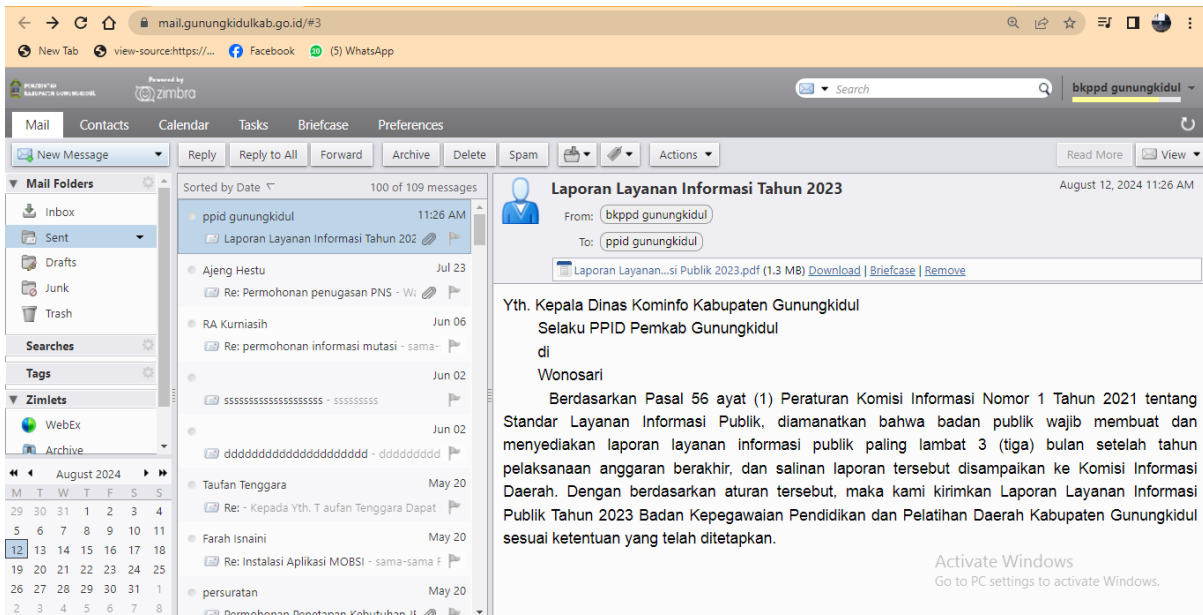 mail.gunungkidulkab.go.id/#3
New Tab view-source:https://... Facebook 20 (5) WhatsApp
PEMERINTAH
KABUPATEN GUNUNGKIDUL
Powered by
zimbra
Search
bkppd gunungkidul
Mail Contacts Calendar Tasks Briefcase Preferences
New Message Reply Reply to All Forward Archive Delete Spam Actions Read More View
Mail Folders
Inbox
Sent
Drafts
Junk
Trash
Searches
Tags
Zimlets
WebEx
Archive
August 2024
M T W T F S S
29 30 31 1 2 3 4
5 6 7 8 9 10 11
12 13 14 15 16 17 18
19 20 21 22 23 24 25
26 27 28 29 30 31 1
2 3 4 5 6 7 8
Sorted by Date 100 of 109 messages
ppid gunungkidul 11:26 AM
Laporan Layanan Informasi Tahun 202
Ajeng Hestu Jul 23
Re: Permohonan penugasan PNS - Wa
RA Kurniasih Jun 06
Re: permohonan informasi mutasi - sama-
Jun 02
ssssssssssssssssssss - sssssssss
Jun 02
dddddddddddddddddddddd - ddddddddd
Taufan Tenggara May 20
Re: - Kepada Yth. T aufan Tenggara Dapat
Farah Isnaini May 20
Re: Instalasi Aplikasi MOBSI - sama-sama F
persuratan May 20
Permohonan Penetapan Kebutuhan
Laporan Layanan Informasi Tahun 2023 August 12, 2024 11:26 AM
From: bkppd gunungkidul
To: ppid gunungkidul
Laporan Layanan...si Publik 2023.pdf (1.3 MB) Download | Briefcase | Remove
Yth. Kepala Dinas Kominfo Kabupaten Gunungkidul
Selaku PPID Pemkab Gunungkidul
di
Wonosari
Berdasarkan Pasal 56 ayat (1) Peraturan Komisi Informasi Nomor 1 Tahun 2021 tentang
Standar Layanan Informasi Publik, diamanatkan bahwa badan publik wajib membuat dan
menyediakan laporan layanan informasi publik paling lambat 3 (tiga) bulan setelah tahun
pelaksanaan anggaran berakhir, dan salinan laporan tersebut disampaikan ke Komisi Informasi
Daerah. Dengan berdasarkan aturan tersebut, maka kami kirimkan Laporan Layanan Informasi
Publik Tahun 2023 Badan Kepegawaian Pendidikan dan Pelatihan Daerah Kabupaten Gunungkidul
sesuai ketentuan yang telah ditetapkan.
Activate Windows
Go to PC settings to activate Windows.